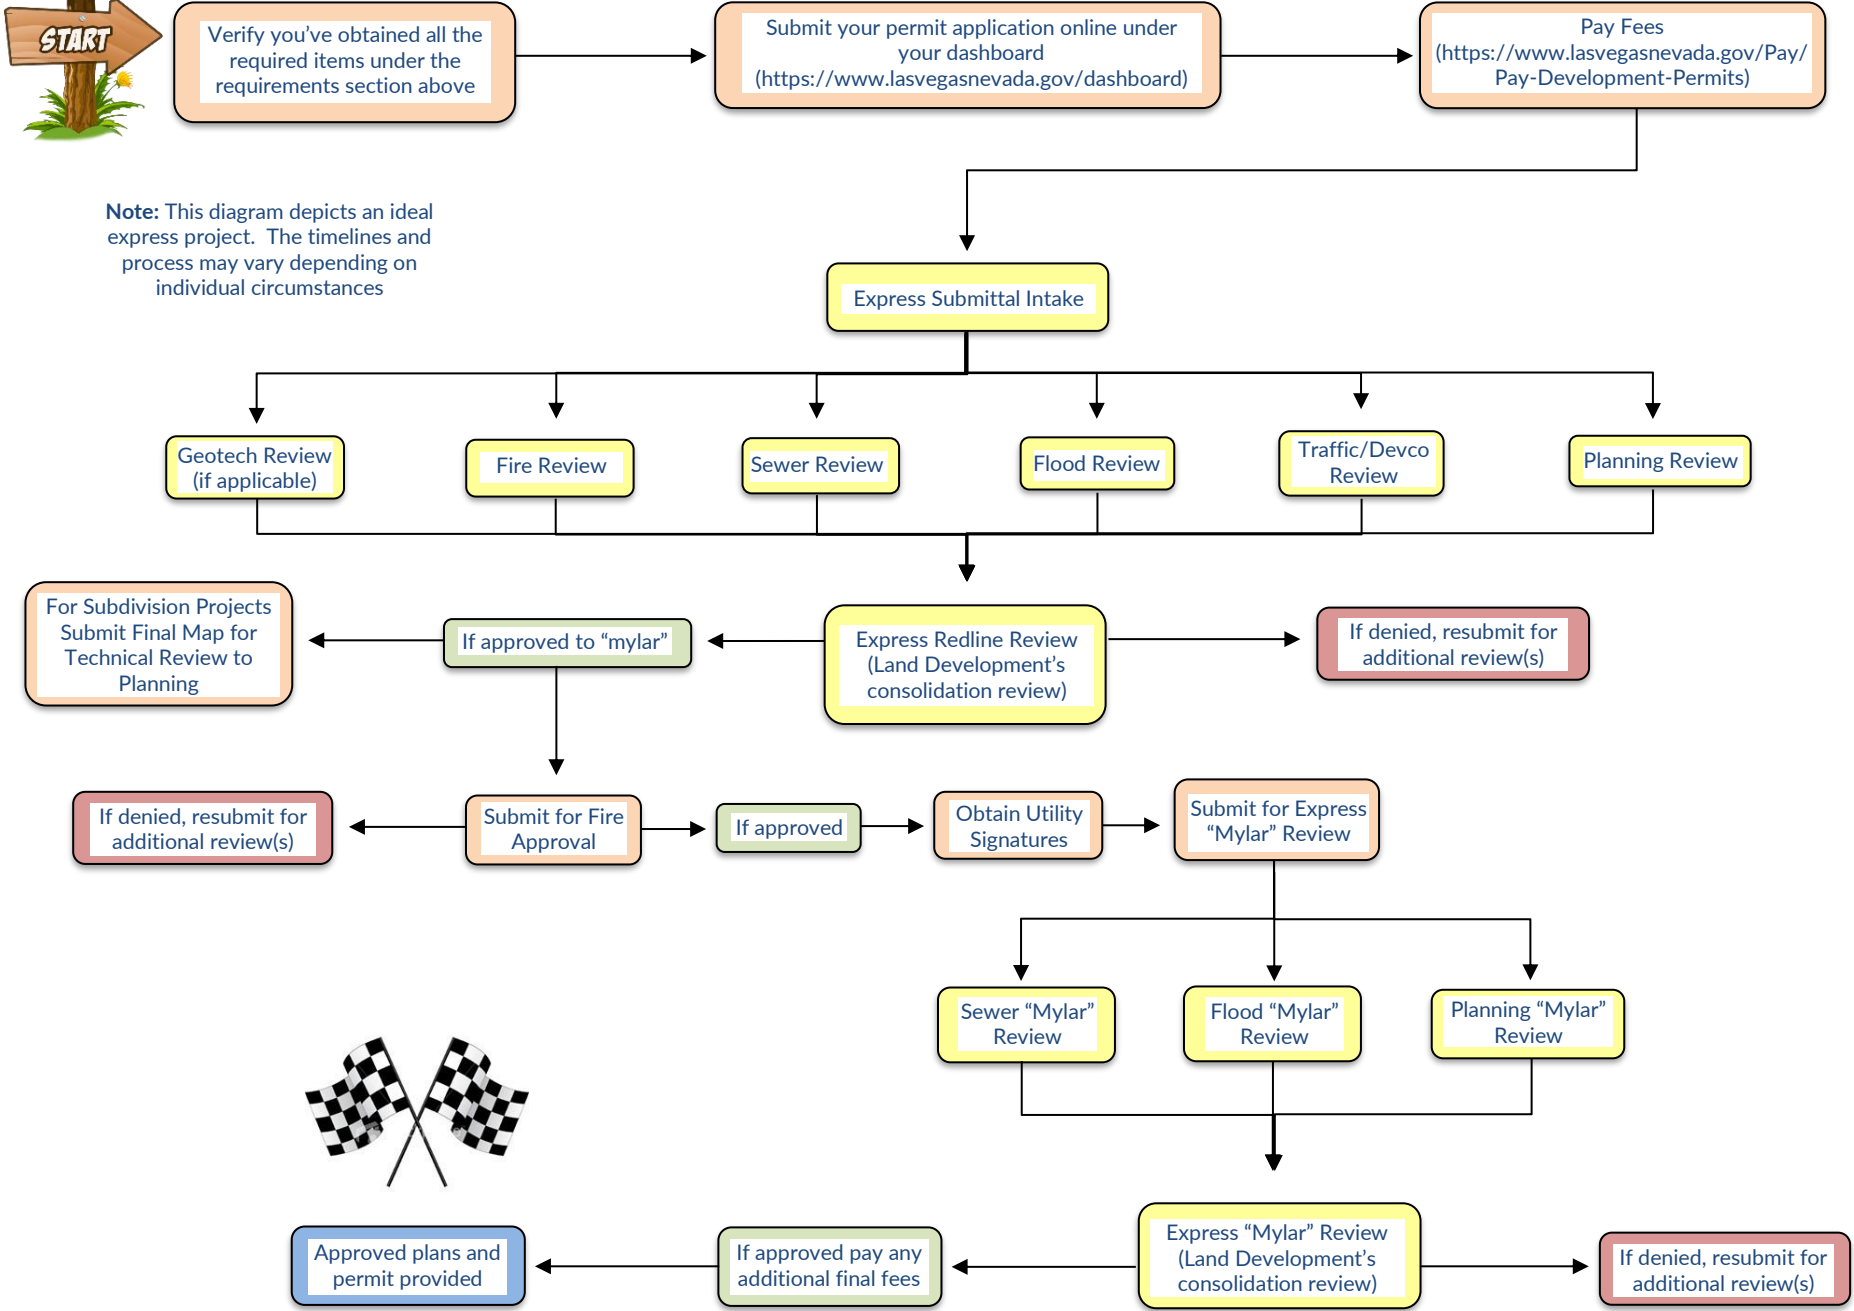 START
Verify you’ve obtained all the
required items under the
requirements section above
Submit your permit application online under
your dashboard
(https://www.lasvegasnevada.gov/dashboard)
Pay Fees
(https://www.lasvegasnevada.gov/Pay/
Pay-Development-Permits)
Note: This diagram depicts an ideal
express project.  The timelines and
process may vary depending on
individual circumstances
Express Submittal Intake
Geotech Review
(if applicable)
Fire Review
Sewer Review
Flood Review
Traffic/Devco
Review
Planning Review
For Subdivision Projects
Submit Final Map for
Technical Review to
Planning
If approved to “mylar”
Express Redline Review
(Land Development’s
consolidation review)
If denied, resubmit for
additional review(s)
If denied, resubmit for
additional review(s)
Submit for Fire
Approval
If approved
Obtain Utility
Signatures
Submit for Express
“Mylar” Review
Sewer “Mylar”
Review
Flood “Mylar”
Review
Planning “Mylar”
Review
Approved plans and
permit provided
If approved pay any
additional final fees
Express “Mylar” Review
(Land Development’s
consolidation review)
If denied, resubmit for
additional review(s)